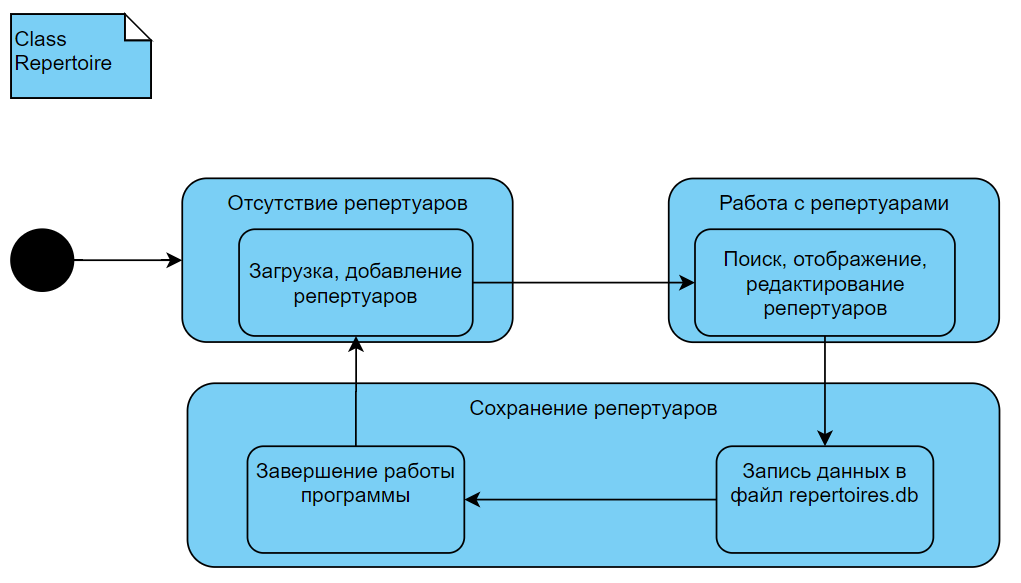 Class
Repertoire
Отсутствие репертуаров
Загрузка, добавление
репертуаров
Работа с репертуарами
Поиск, отображение,
редактирование
репертуаров
Сохранение репертуаров
Завершение работы
программы
Запись данных в
файл repertoires.db